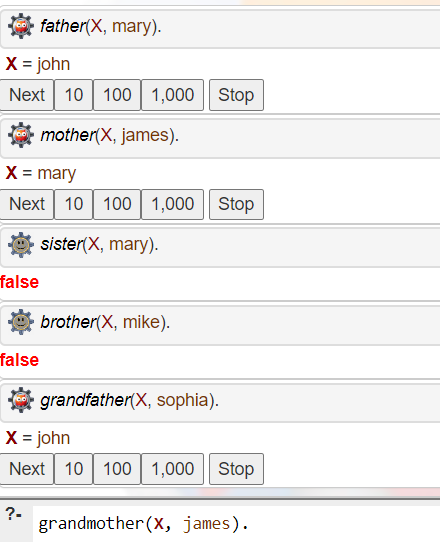 father(X, mary).
X = john
Next 10 100 1,000 Stop
mother(X, james).
X = mary
Next 10 100 1,000 Stop
sister(X, mary).
false
brother(X, mike).
false
grandfather(X, sophia).
X = john
Next 10 100 1,000 Stop
?- grandmother(X, james).